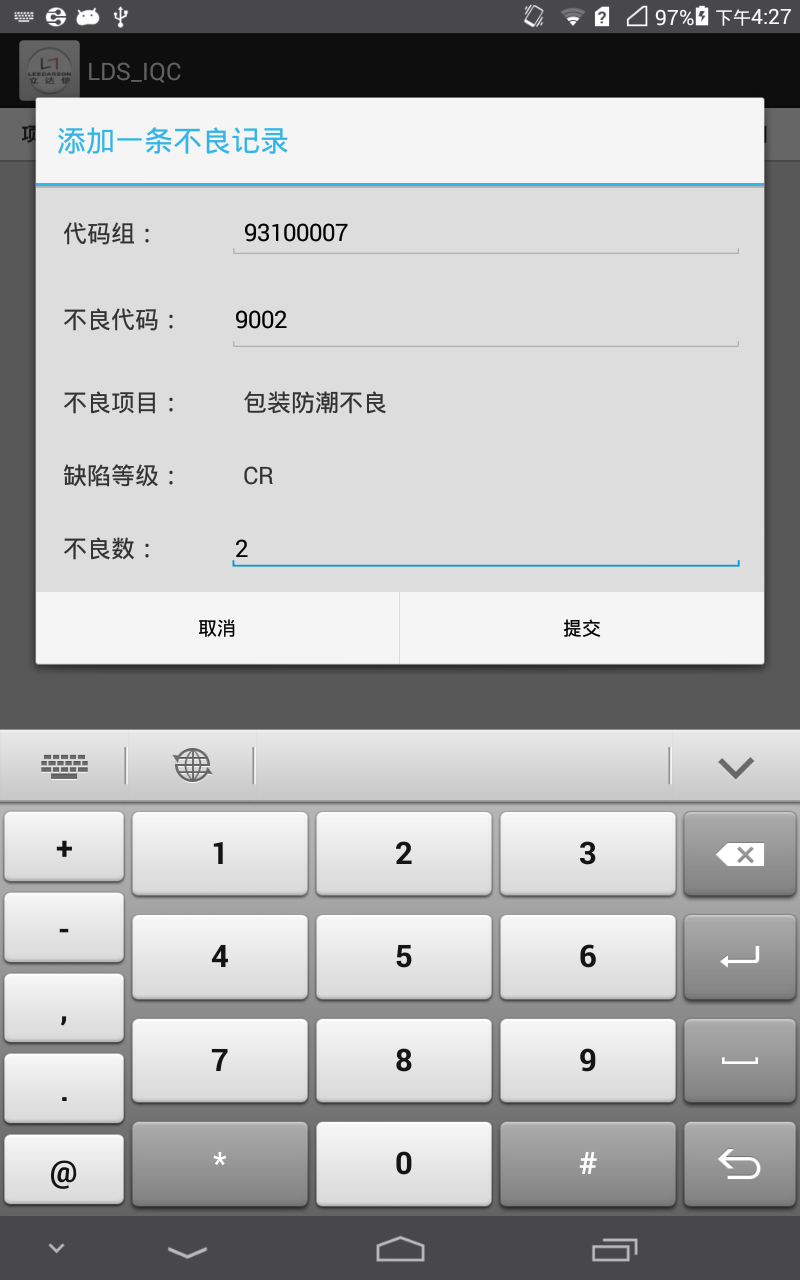 97% 下午4:27
LEEDARSON
立达信
LDS_IQC
项
添加一条不良记录
代码组： 93100007
不良代码： 9002
不良项目： 包装防潮不良
缺陷等级： CR
不良数： 2
取消 提交
+ 1 2 3
- 4 5 6
, 7 8 9
.
@ * 0 #